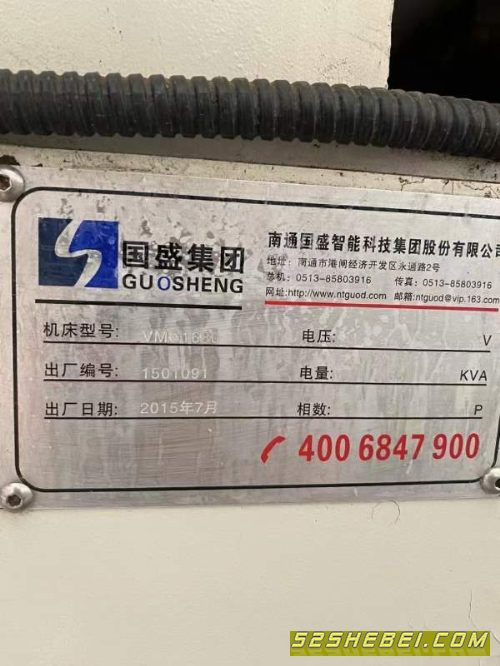 国盛集团
GUOSHENG
南通国盛智能科技集团股份有限公
地址:南通市港闸经济开发区永通路2号
总机:0513-85803916 传真:0513-85803916
网址:http://www.ntguod.com 邮箱:ntguod@vip.163.com
机床型号: 电压: V
出厂编号: 1501091 电量: KVA
出厂日期: 2015年7月 相数: P
400 6847 900
52SHEBEI.COM